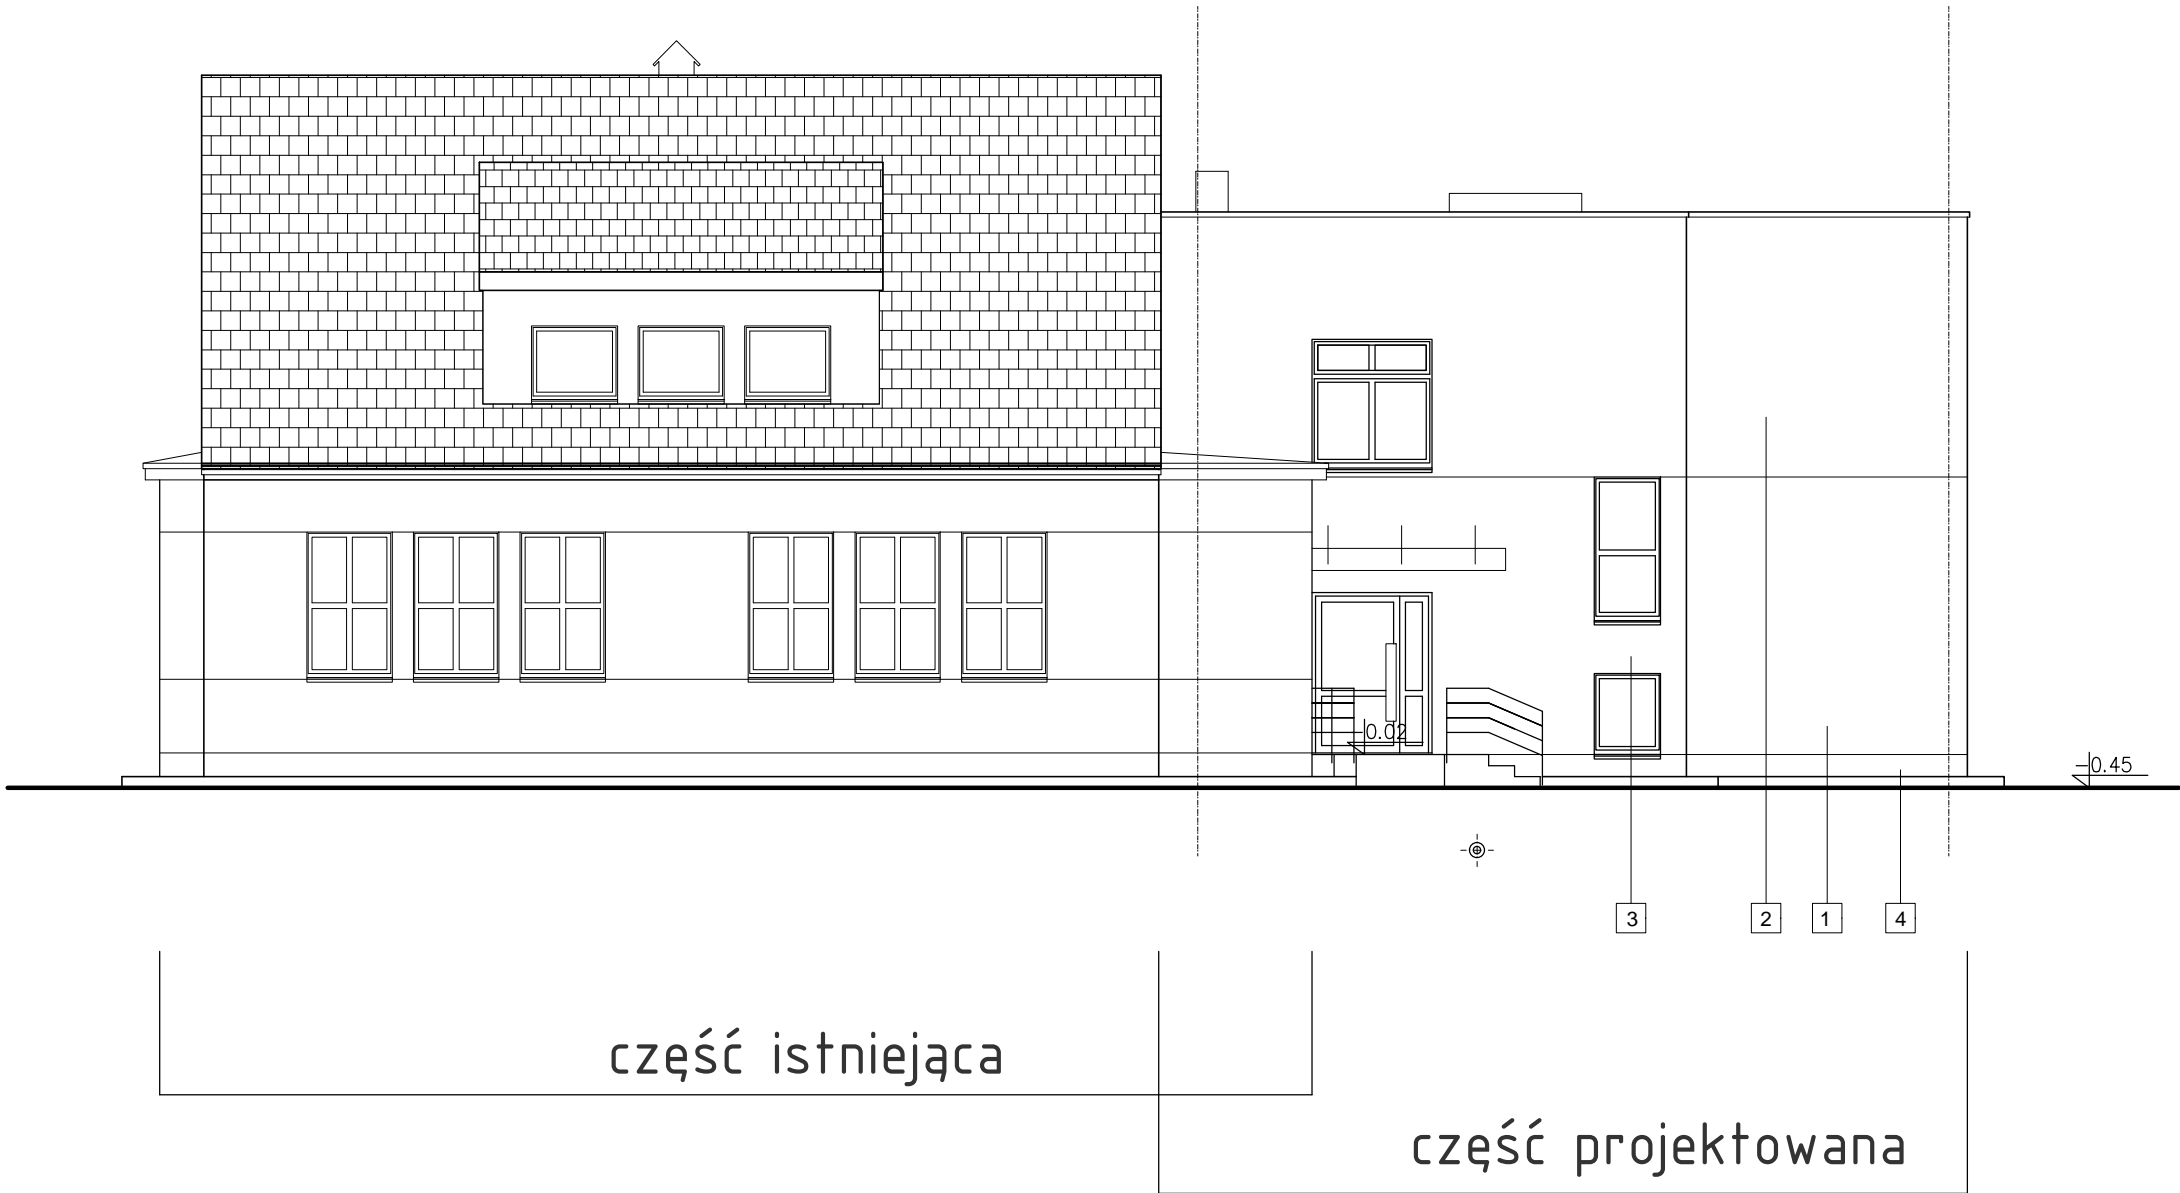 0.02
-0.45
3 2 1 4
część istniejąca
część projektowana